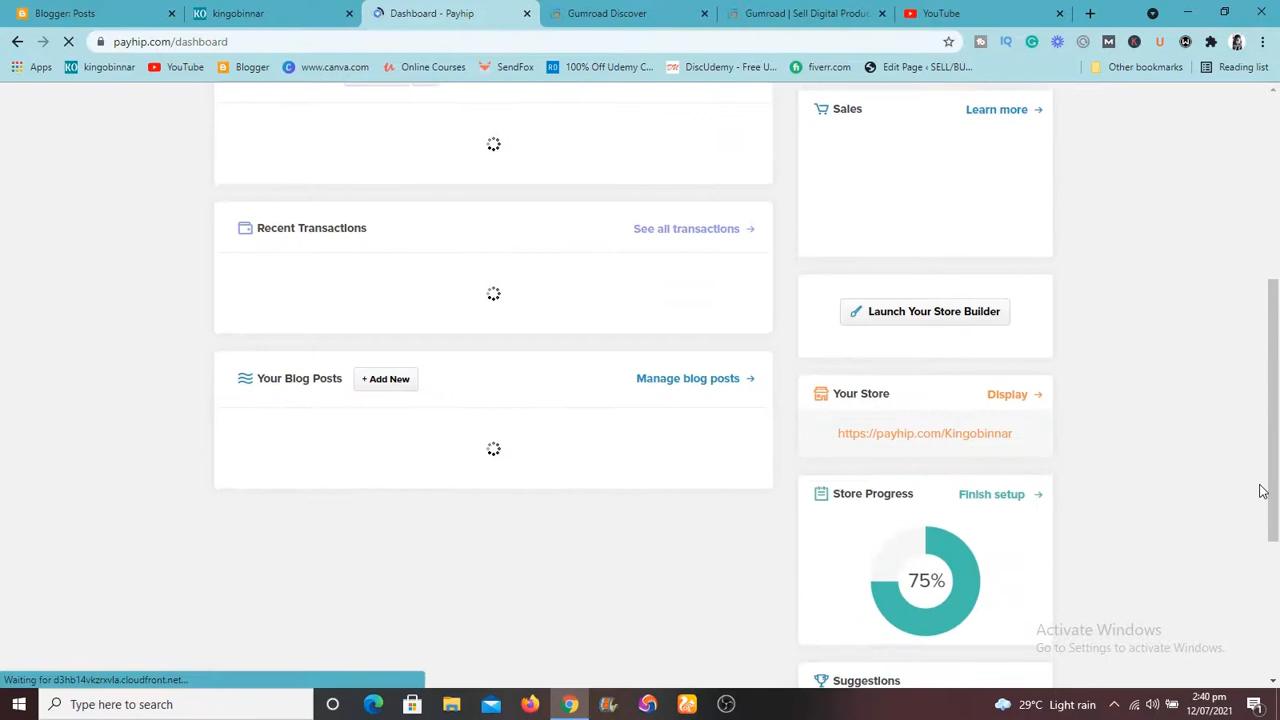 Blogger: Posts
kingobinnar
Dashboard - Payhip
Gumroad Discover
Gumroad | Sell Digital Produc
YouTube
payhip.com/dashboard
Apps
kingobinnar
YouTube
Blogger
www.canva.com
Online Courses
SendFox
100% Off Udemy C...
DiscUdemy - Free U...
fiverr.com
Edit Page ‹ SELL/BU...
Other bookmarks
Reading list
Sales
Learn more →
Recent Transactions
See all transactions →
Launch Your Store Builder
Your Blog Posts
+ Add New
Manage blog posts →
Your Store
Display →
https://payhip.com/Kingobinnar
Store Progress
Finish setup →
75%
Activate Windows
Go to Settings to activate Windows.
Suggestions
Waiting for d3hb14vkzrxvla.cloudfront.net...
Type here to search
29°C Light rain
2:40 pm
12/07/2021